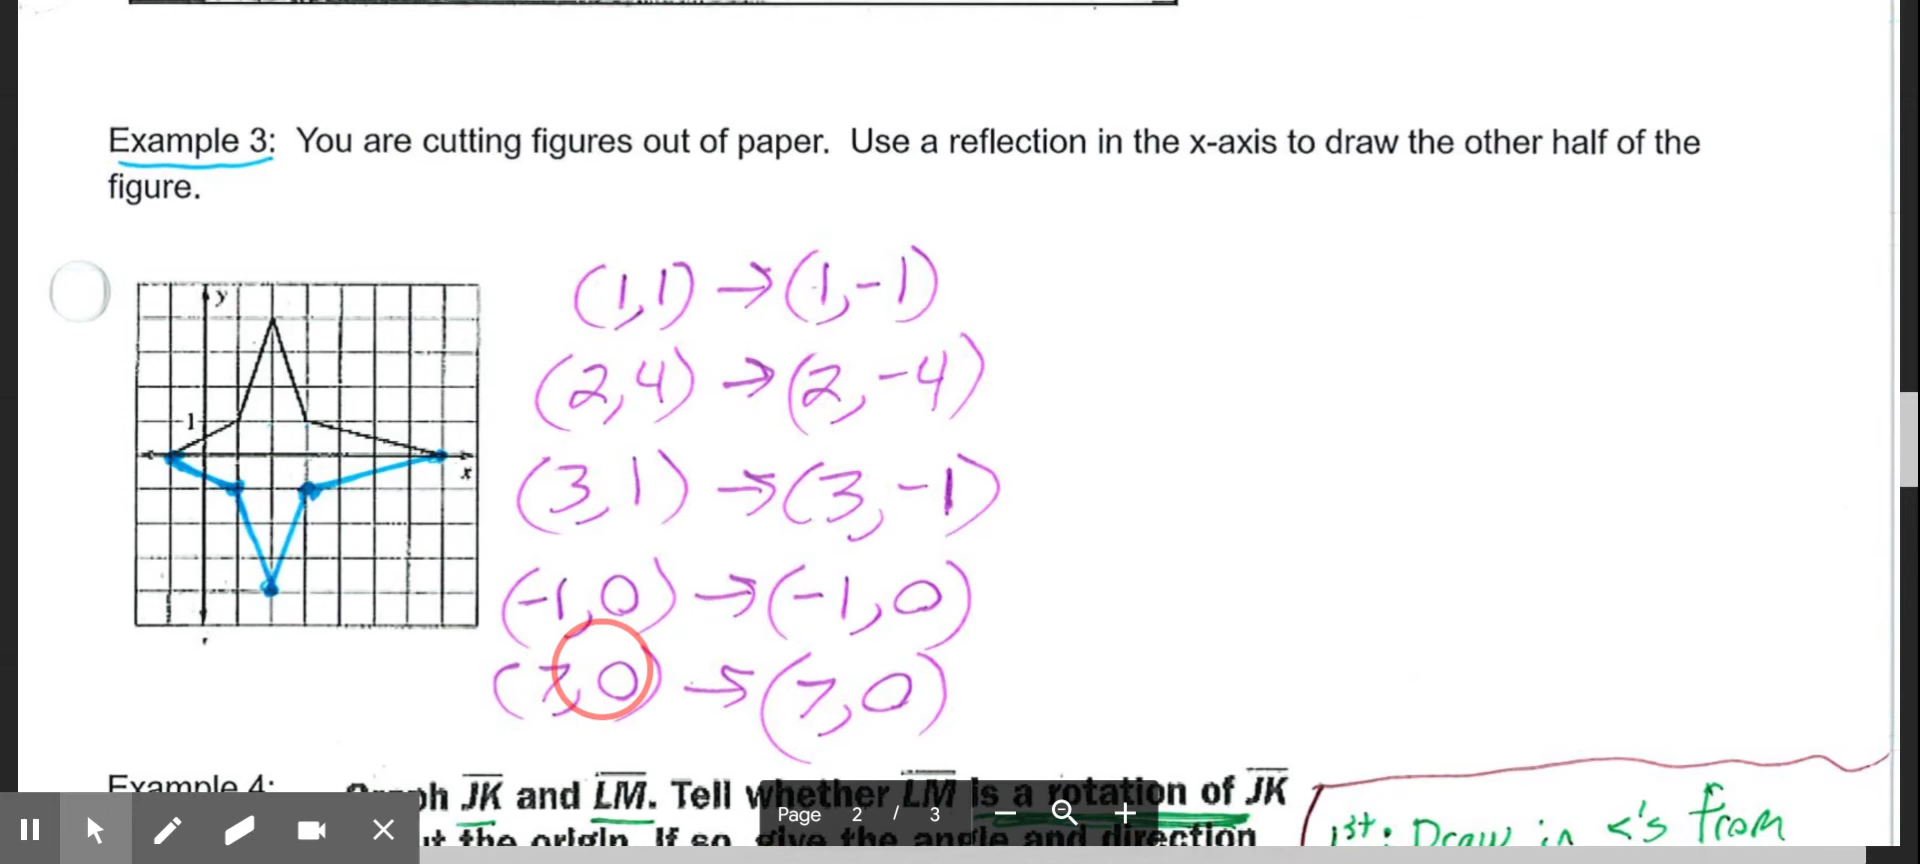 Example 3: You are cutting figures out of paper. Use a reflection in the x-axis to draw the other half of the
figure.
y
1
x
(1,1) → (1,-1)
(2,4) → (2,-4)
(3,1) → (3,-1)
(-1,0) → (-1,0)
(7,0) → (7,0)
Example 4:
JK and LM. Tell whether LM is a rotation of JK
the origin. If so, give the angle and direction
1st: Draw in <'s from
Page 2 / 3